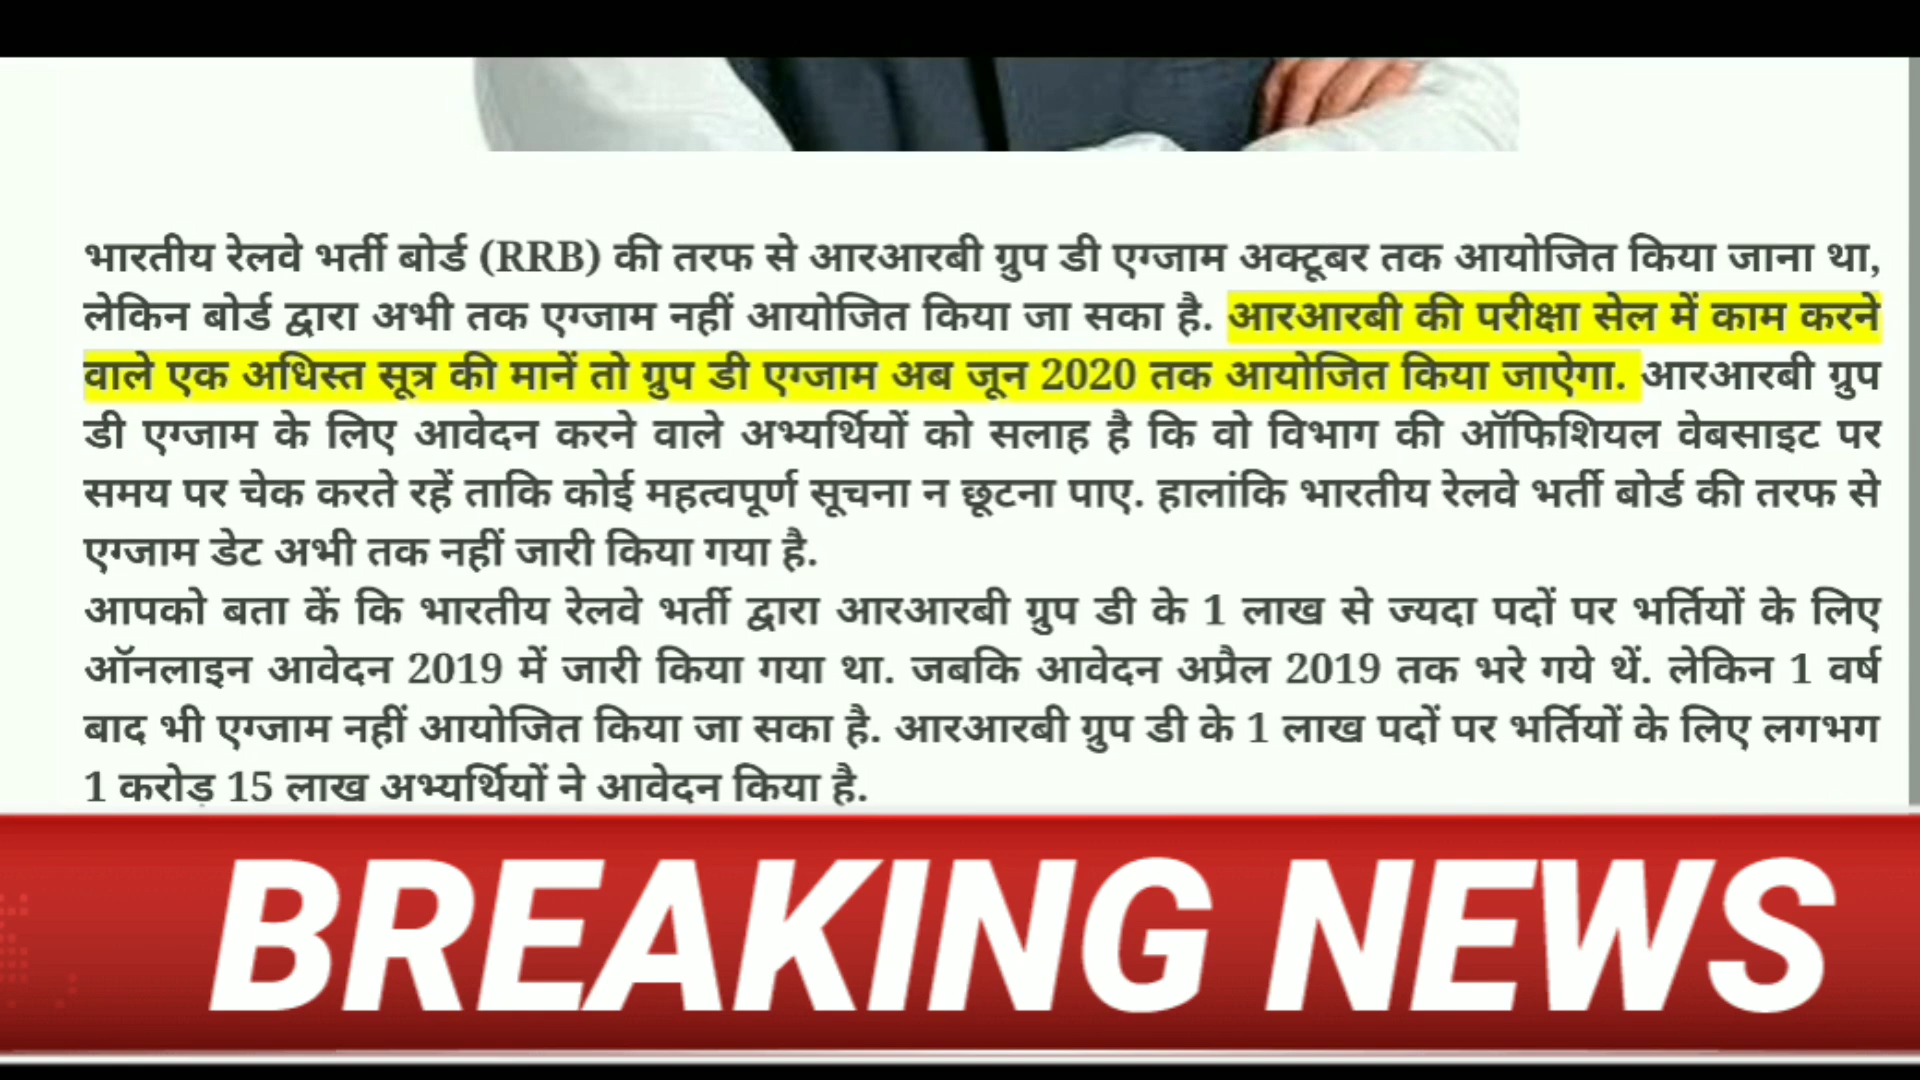 भारतीय रेलवे भर्ती बोर्ड (RRB) की तरफ से आरआरबी ग्रुप डी एग्जाम अक्टूबर तक आयोजित किया जाना था,
लेकिन बोर्ड द्वारा अभी तक एग्जाम नहीं आयोजित किया जा सका है. आरआरबी की परीक्षा सेल में काम करने
वाले एक अधिस्त सूत्र की मानें तो ग्रुप डी एग्जाम अब जून 2020 तक आयोजित किया जाऐगा. आरआरबी ग्रुप
डी एग्जाम के लिए आवेदन करने वाले अभ्यर्थियों को सलाह है कि वो विभाग की ऑफिशियल वेबसाइट पर
समय पर चेक करते रहें ताकि कोई महत्वपूर्ण सूचना न छूटना पाए. हालांकि भारतीय रेलवे भर्ती बोर्ड की तरफ से
एग्जाम डेट अभी तक नहीं जारी किया गया है.
आपको बता कें कि भारतीय रेलवे भर्ती द्वारा आरआरबी ग्रुप डी के 1 लाख से ज्यदा पदों पर भर्तियों के लिए
ऑनलाइन आवेदन 2019 में जारी किया गया था. जबकि आवेदन अप्रैल 2019 तक भरे गये थें. लेकिन 1 वर्ष
बाद भी एग्जाम नहीं आयोजित किया जा सका है. आरआरबी ग्रुप डी के 1 लाख पदों पर भर्तियों के लिए लगभग
1 करोड़ 15 लाख अभ्यर्थियों ने आवेदन किया है.
BREAKING NEWS